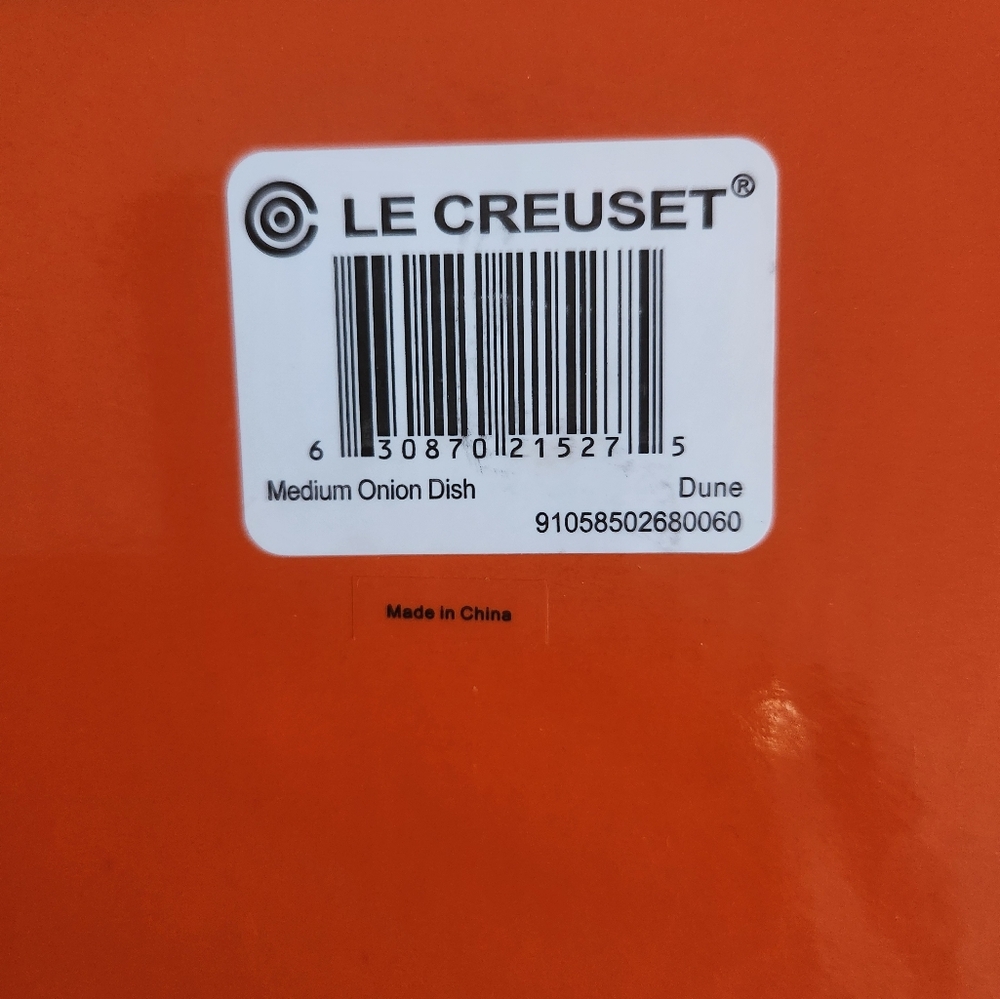 LE CREUSET®
6 30870 21527 5
Medium Onion Dish Dune
91058502680060
Made in China